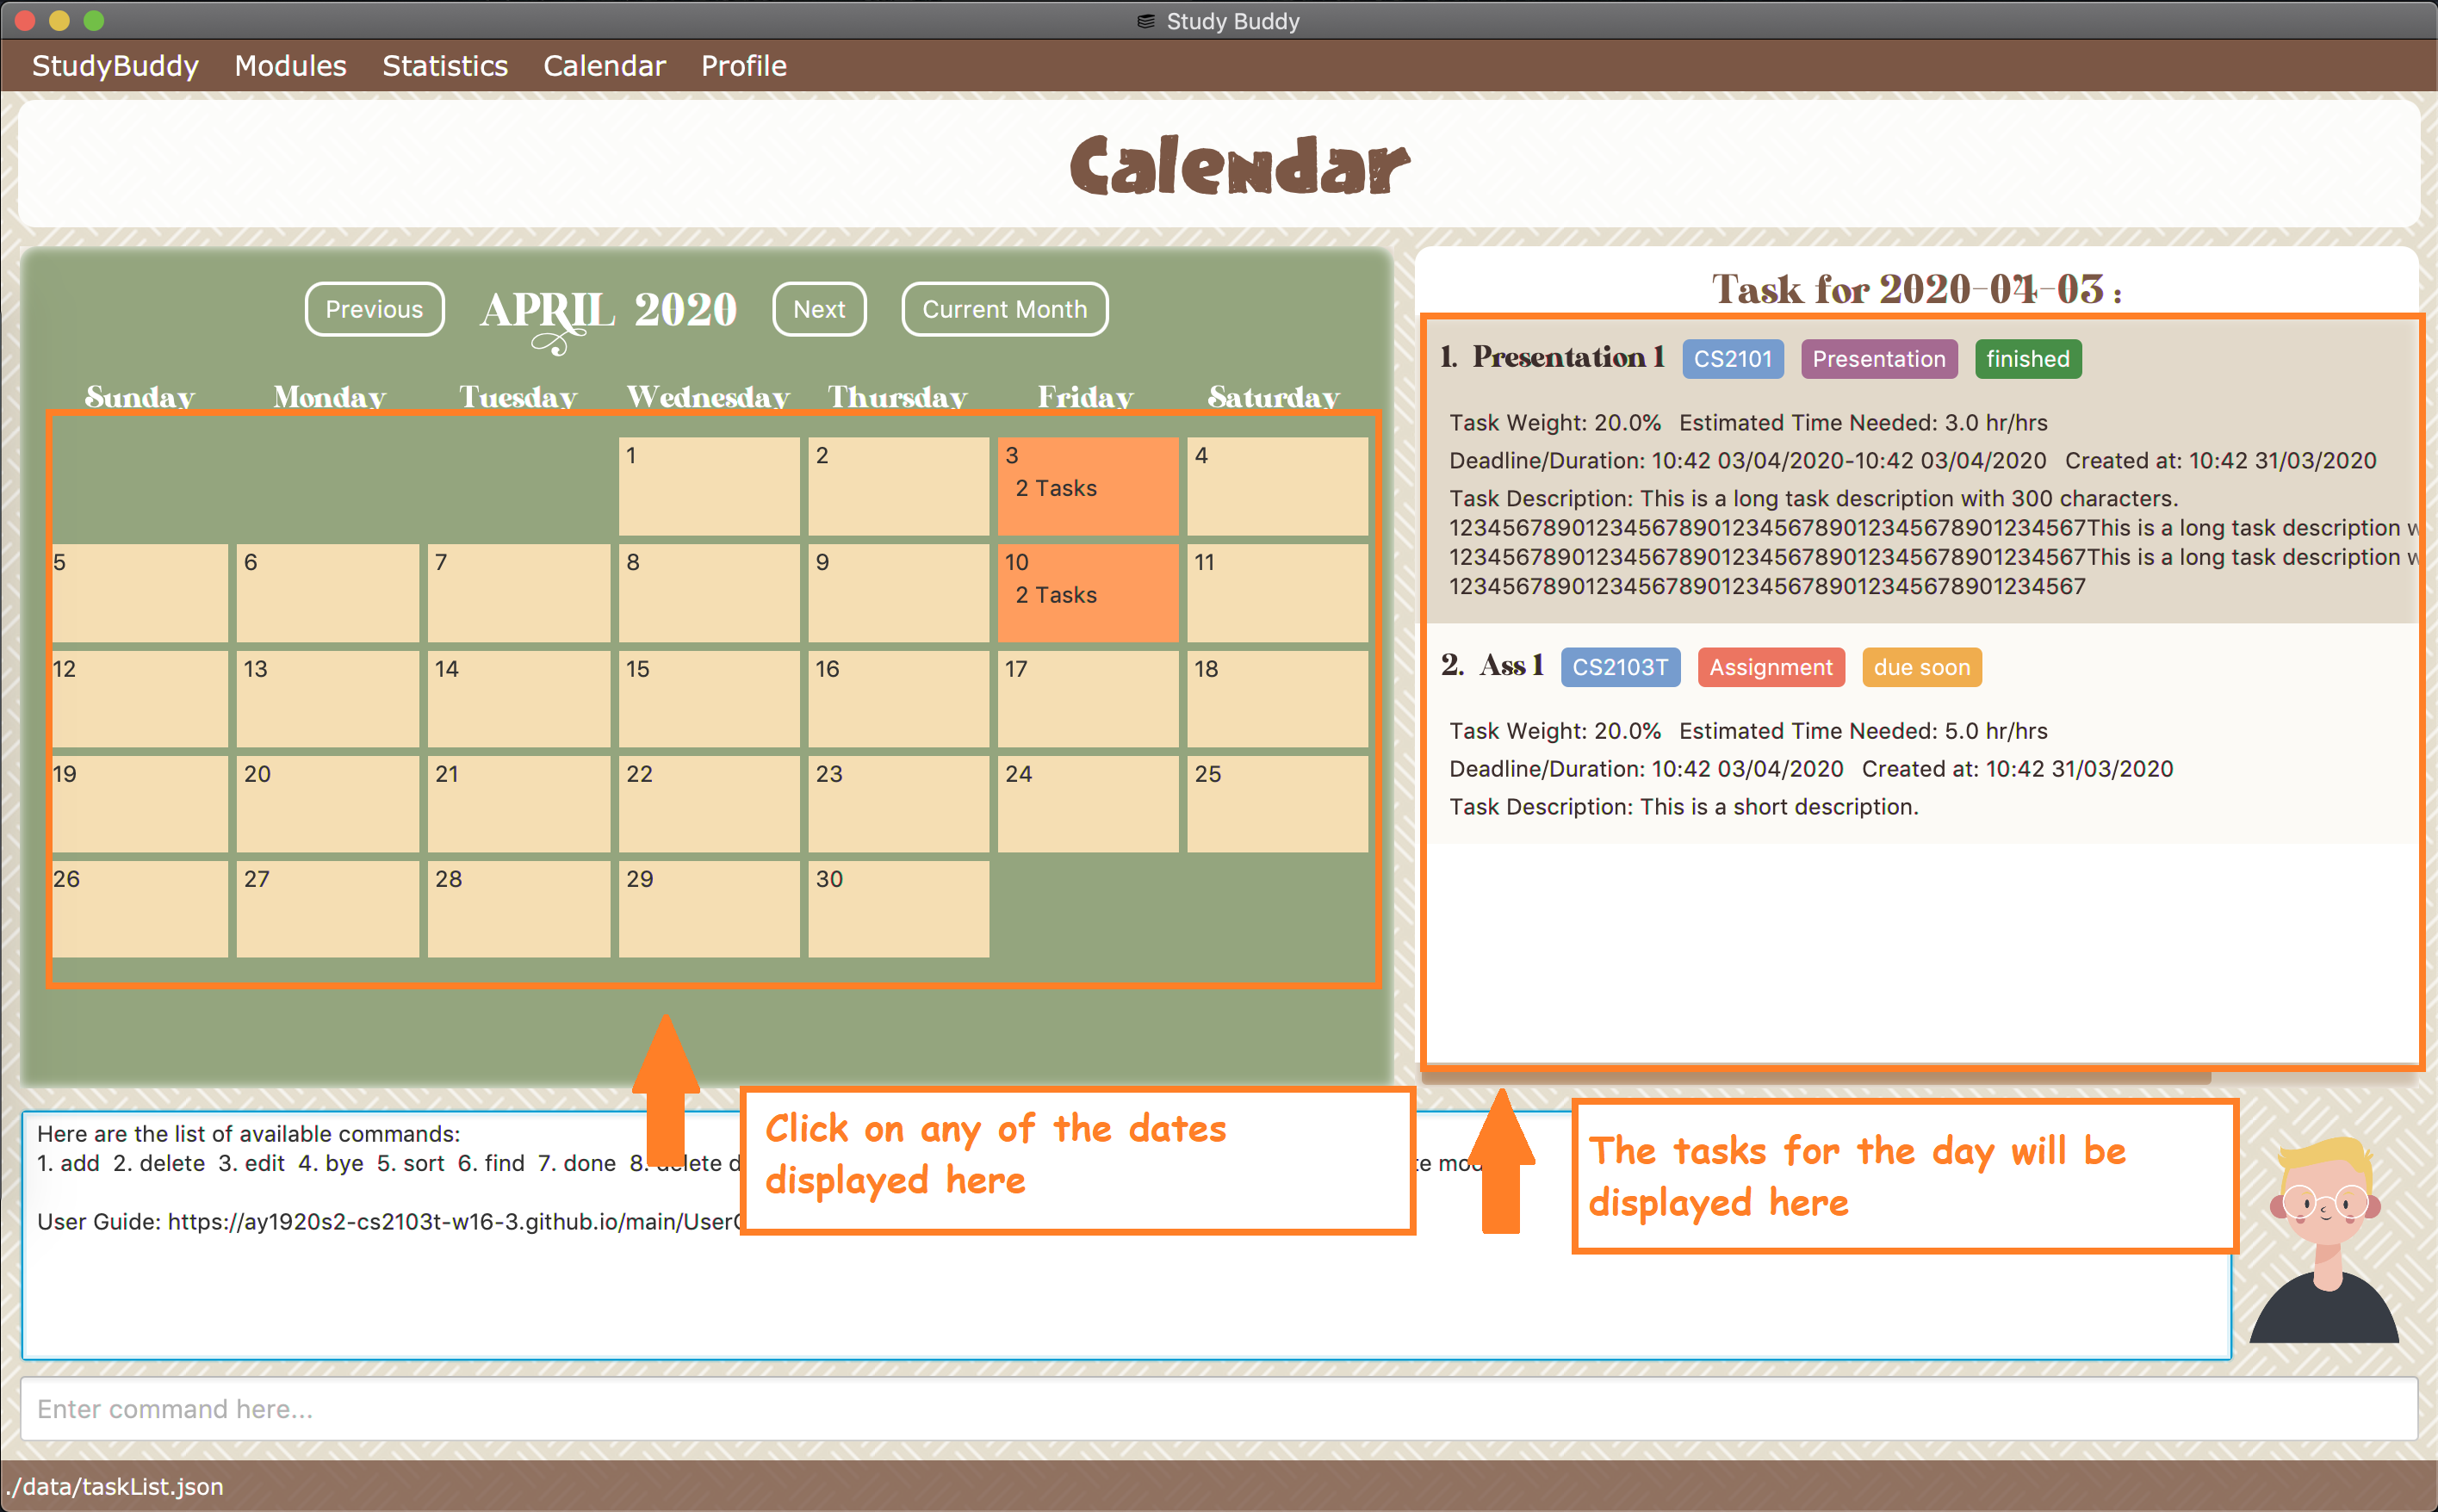 Study Buddy
StudyBuddy Modules Statistics Calendar Profile
Calendar
Previous APRIL 2020 Next Current Month
Sunday Monday Tuesday Wednesday Thursday Friday Saturday
1 2 3 4
2 Tasks
5 6 7 8 9 10 11
2 Tasks
12 13 14 15 16 17 18
19 20 21 22 23 24 25
26 27 28 29 30
Task for 2020-04-03 :
1. Presentation 1 CS2101 Presentation finished
Task Weight: 20.0% Estimated Time Needed: 3.0 hr/hrs
Deadline/Duration: 10:42 03/04/2020-10:42 03/04/2020 Created at: 10:42 31/03/2020
Task Description: This is a long task description with 300 characters.
12345678901234567890123456789012345678901234567This is a long task description w
12345678901234567890123456789012345678901234567This is a long task description w
12345678901234567890123456789012345678901234567
2. Ass 1 CS2103T Assignment due soon
Task Weight: 20.0% Estimated Time Needed: 5.0 hr/hrs
Deadline/Duration: 10:42 03/04/2020 Created at: 10:42 31/03/2020
Task Description: This is a short description.
Click on any of the dates
displayed here
The tasks for the day will be
displayed here
Here are the list of available commands:
1. add 2. delete 3. edit 4. bye 5. sort 6. find 7. done 8.
User Guide: https://ay1920s2-cs2103t-w16-3.github.io/main/User
Enter command here...
./data/taskList.json